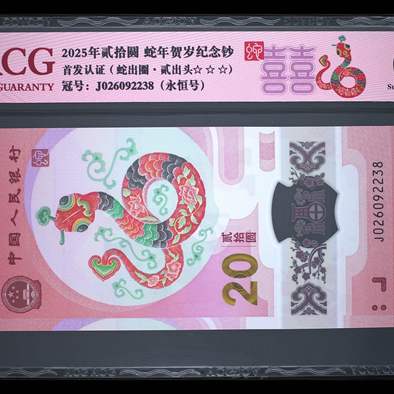 CG
GUARANTY
2025年贰拾圆 蛇年贺岁纪念钞
首发认证（蛇出圈·贰出头☆☆☆）
冠号：J026092238（永恒号）
囍
中国人民银行
贰拾圆
20
J026092238